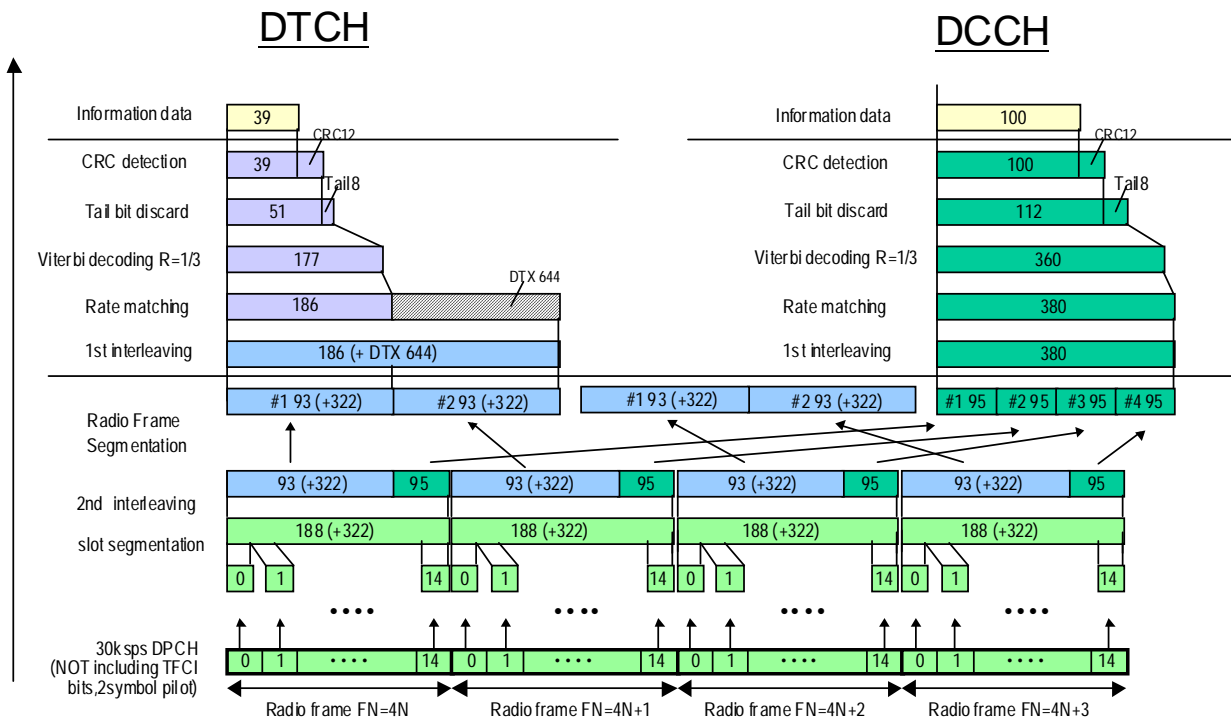 DTCH
DCCH
Information data
39
CRC12
Information data
100
CRC12
CRC detection
39
Tail8
CRC detection
100
Tail8
Tail bit discard
51
Tail bit discard
112
Viterbi decoding R=1/3
177
DTX 644
Viterbi decoding R=1/3
360
Rate matching
186
Rate matching
380
1st interleaving
186 (+ DTX 644)
1st interleaving
380
Radio Frame
Segmentation
#1 93 (+322)
#2 93 (+322)
#1 93 (+322)
#2 93 (+322)
#1 95
#2 95
#3 95
#4 95
2nd interleaving
93 (+322)
95
93 (+322)
95
93 (+322)
95
93 (+322)
95
slot segmentation
188 (+322)
188 (+322)
188 (+322)
188 (+322)
0
1
14
0
1
14
0
1
14
0
1
14
• • • •
• • • •
• • • •
• • • •
30ksps DPCH
(NOT including TFCI
bits,2symbol pilot)
0
1
• • • •
14
0
1
• • • •
14
0
1
• • • •
14
0
1
• • • •
14
Radio frame FN=4N
Radio frame FN=4N+1
Radio frame FN=4N+2
Radio frame FN=4N+3